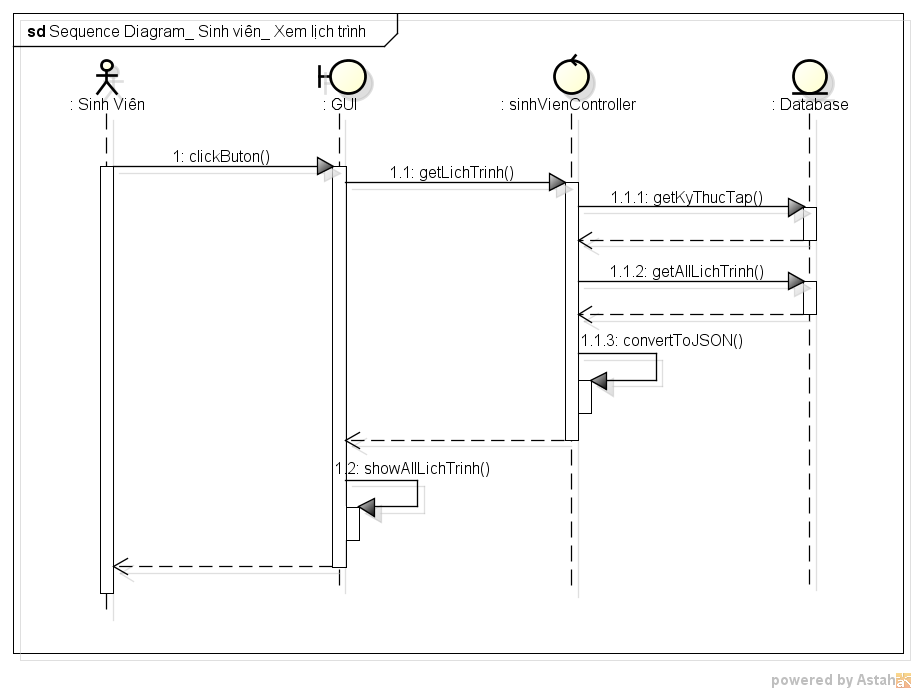 sd Sequence Diagram_ Sinh viên_ Xem lịch trình
: Sinh Viên
: GUI
: sinhVienController
: Database
1: clickButon()
1.1: getLichTrinh()
1.1.1: getKyThucTap()
1.1.2: getAllLichTrinh()
1.1.3: convertToJSON()
1.2: showAllLichTrinh()
powered by Astah